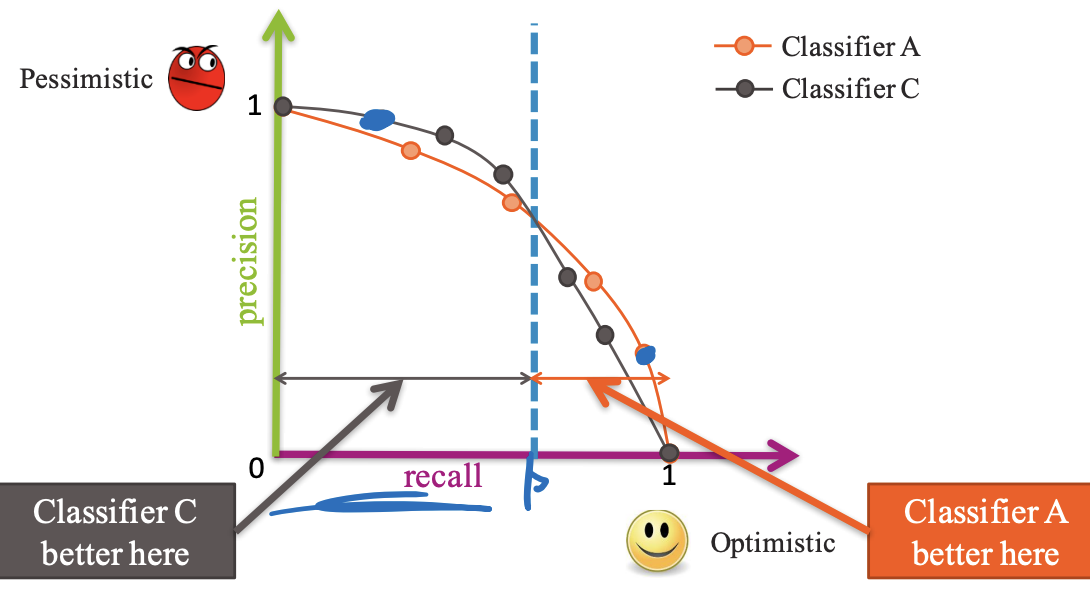 Pessimistic
Classifier A
Classifier C
1
precision
0
recall
1
Classifier C
better here
Optimistic
Classifier A
better here